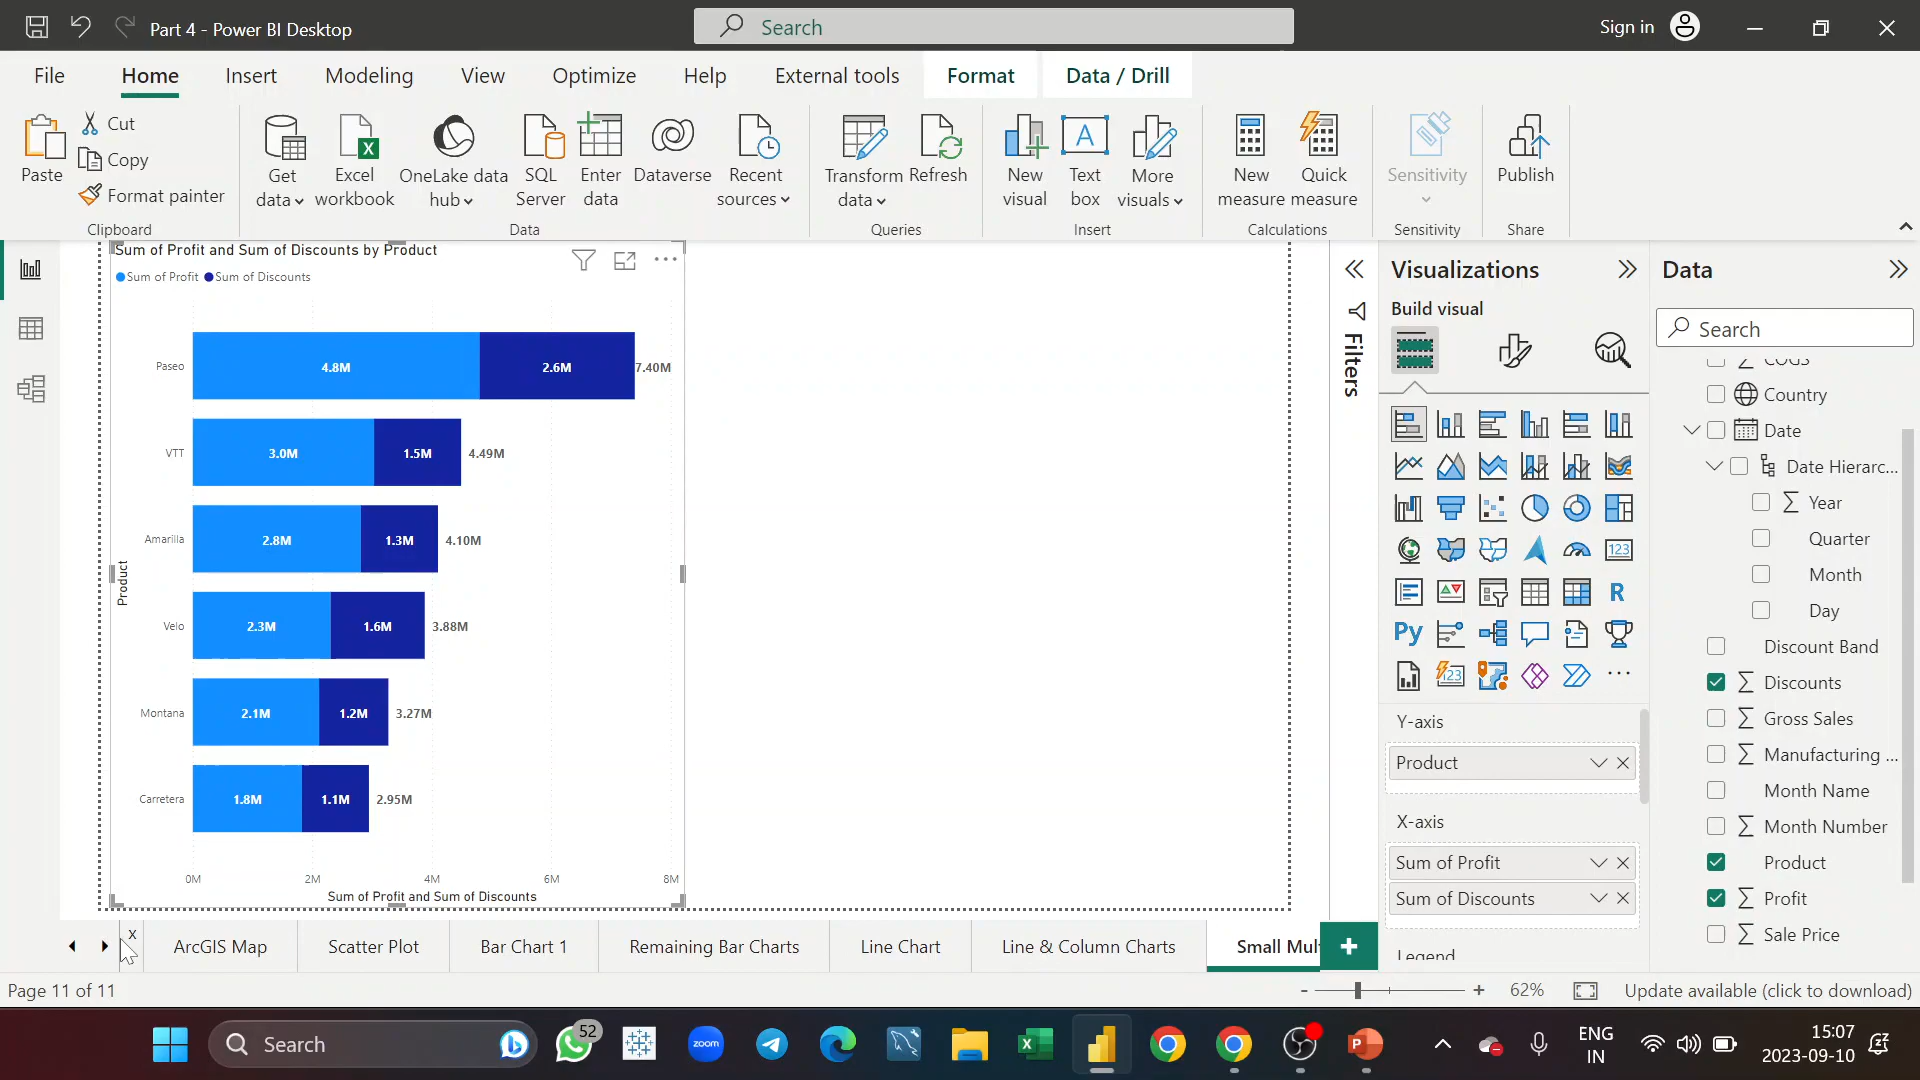 Part 4 - Power BI Desktop
Search
Sign in
File
Home
Insert
Modeling
View
Optimize
Help
External tools
Format
Data / Drill
Paste
Cut
Copy
Format painter
Clipboard
Get data
Excel workbook
OneLake data hub
SQL Server
Enter data
Dataverse
Recent sources
Data
Transform data
Refresh
Queries
New visual
A
Text box
More visuals
Insert
New measure
Quick measure
Calculations
Sensitivity
Sensitivity
Publish
Share
Sum of Profit and Sum of Discounts by Product
Sum of Profit
Sum of Discounts
Product
Paseo
4.8M
2.6M
7.40M
VTT
3.0M
1.5M
4.49M
Amarilla
2.8M
1.3M
4.10M
Velo
2.3M
1.6M
3.88M
Montana
2.1M
1.2M
3.27M
Carretera
1.8M
1.1M
2.95M
0M
2M
4M
6M
8M
Sum of Profit and Sum of Discounts
Filters
Visualizations
Build visual
123
R
Py
123
Y-axis
Product
X-axis
Sum of Profit
Sum of Discounts
Legend
Data
Search
COGS
Country
Date
Date Hierarc...
Year
Quarter
Month
Day
Discount Band
Discounts
Gross Sales
Manufacturing ...
Month Name
Month Number
Product
Profit
Sale Price
x
ArcGIS Map
Scatter Plot
Bar Chart 1
Remaining Bar Charts
Line Chart
Line & Column Charts
Small Mul
+
Page 11 of 11
-
+
62%
Update available (click to download)
Search
52
zoom
X
P
ENG
IN
15:07
2023-09-10